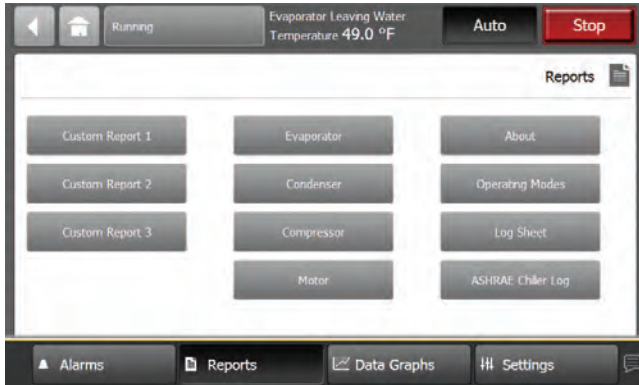 Running
Evaporator Leaving Water
Temperature 49.0 ºF
Auto
Stop
Reports
Custom Report 1
Evaporator
About
Custom Report 2
Condenser
Operating Modes
Custom Report 3
Compressor
Log Sheet
Motor
ASHRAE Chiller Log
Alarms
Reports
Data Graphs
Settings